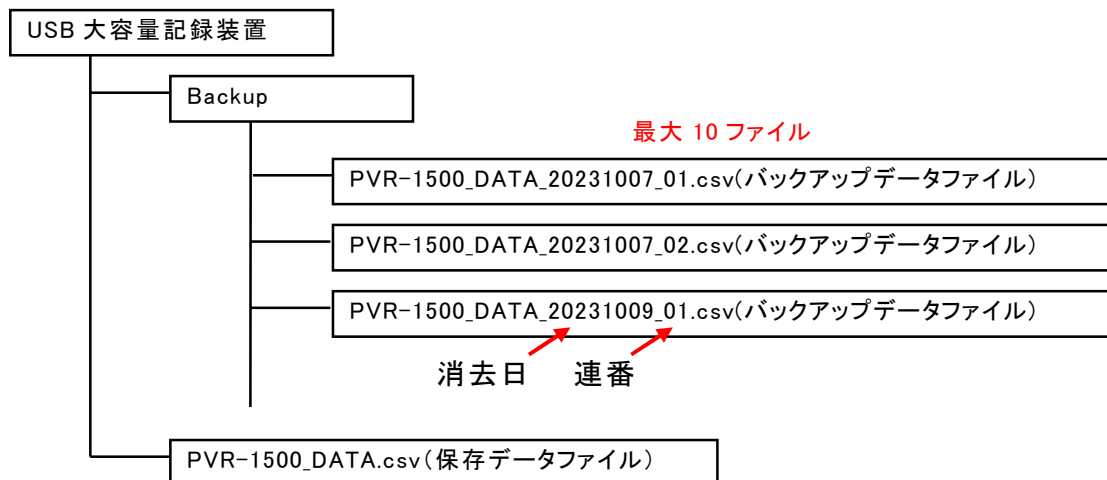 USB 大容量記録装置
Backup
最大 10 ファイル
PVR-1500_DATA_20231007_01.csv(バックアップデータファイル)
PVR-1500_DATA_20231007_02.csv(バックアップデータファイル)
PVR-1500_DATA_20231009_01.csv(バックアップデータファイル)
消去日 連番
PVR-1500_DATA.csv(保存データファイル)